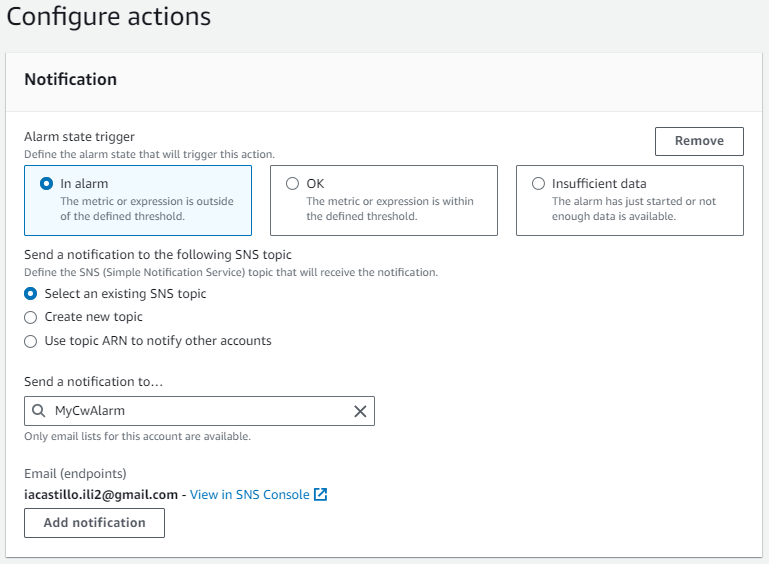 Configure actions
Notification
Alarm state trigger
Define the alarm state that will trigger this action.
Remove
In alarm
The metric or expression is outside
of the defined threshold.
OK
The metric or expression is within
the defined threshold.
Insufficient data
The alarm has just started or not
enough data is available.
Send a notification to the following SNS topic
Define the SNS (Simple Notification Service) topic that will receive the notification.
Select an existing SNS topic
Create new topic
Use topic ARN to notify other accounts
Send a notification to…
MyCwAlarm
Only email lists for this account are available.
Email (endpoints)
iacastillo.ili2@gmail.com - View in SNS Console
Add notification